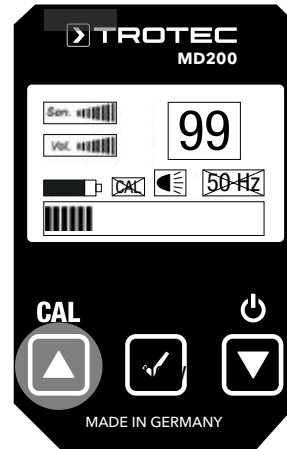 TROTEC
MD200
Sen. 99
Vol.
CAL 50 Hz
CAL
MADE IN GERMANY